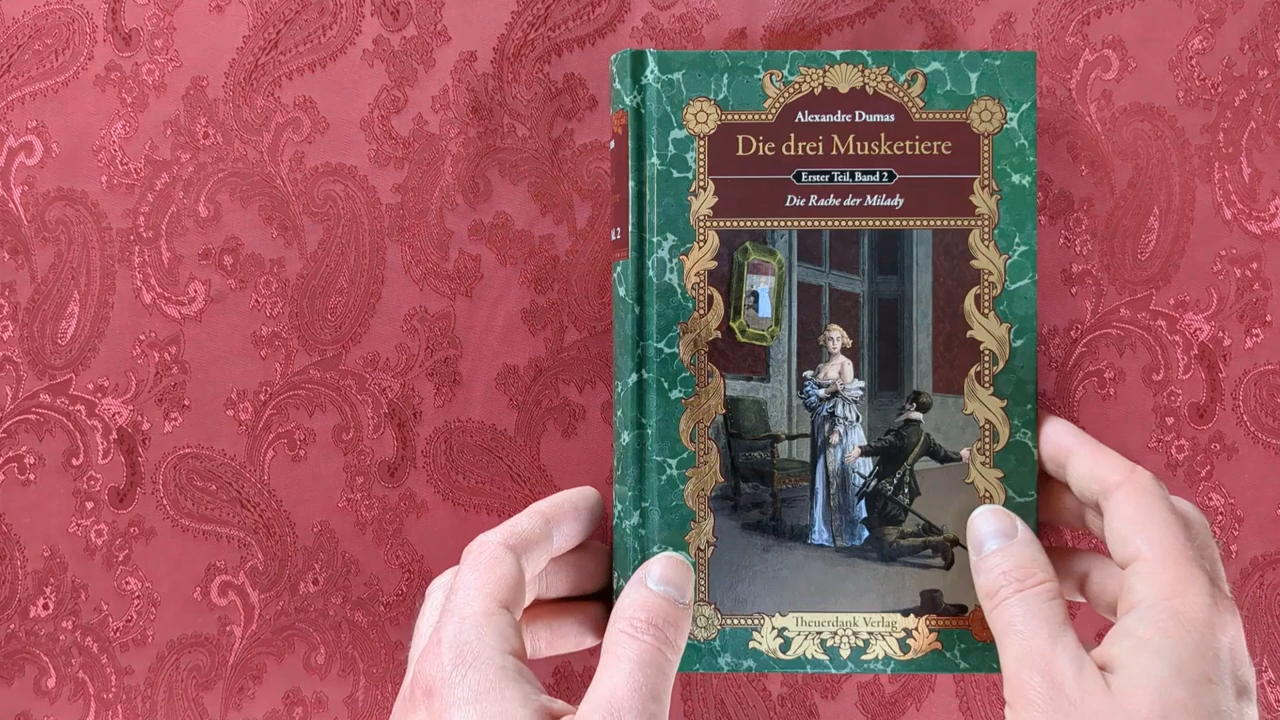 Alexandre Dumas
Die drei Musketiere
Erster Teil, Band 2
Die Rache der Milady
Theuerdank Verlag